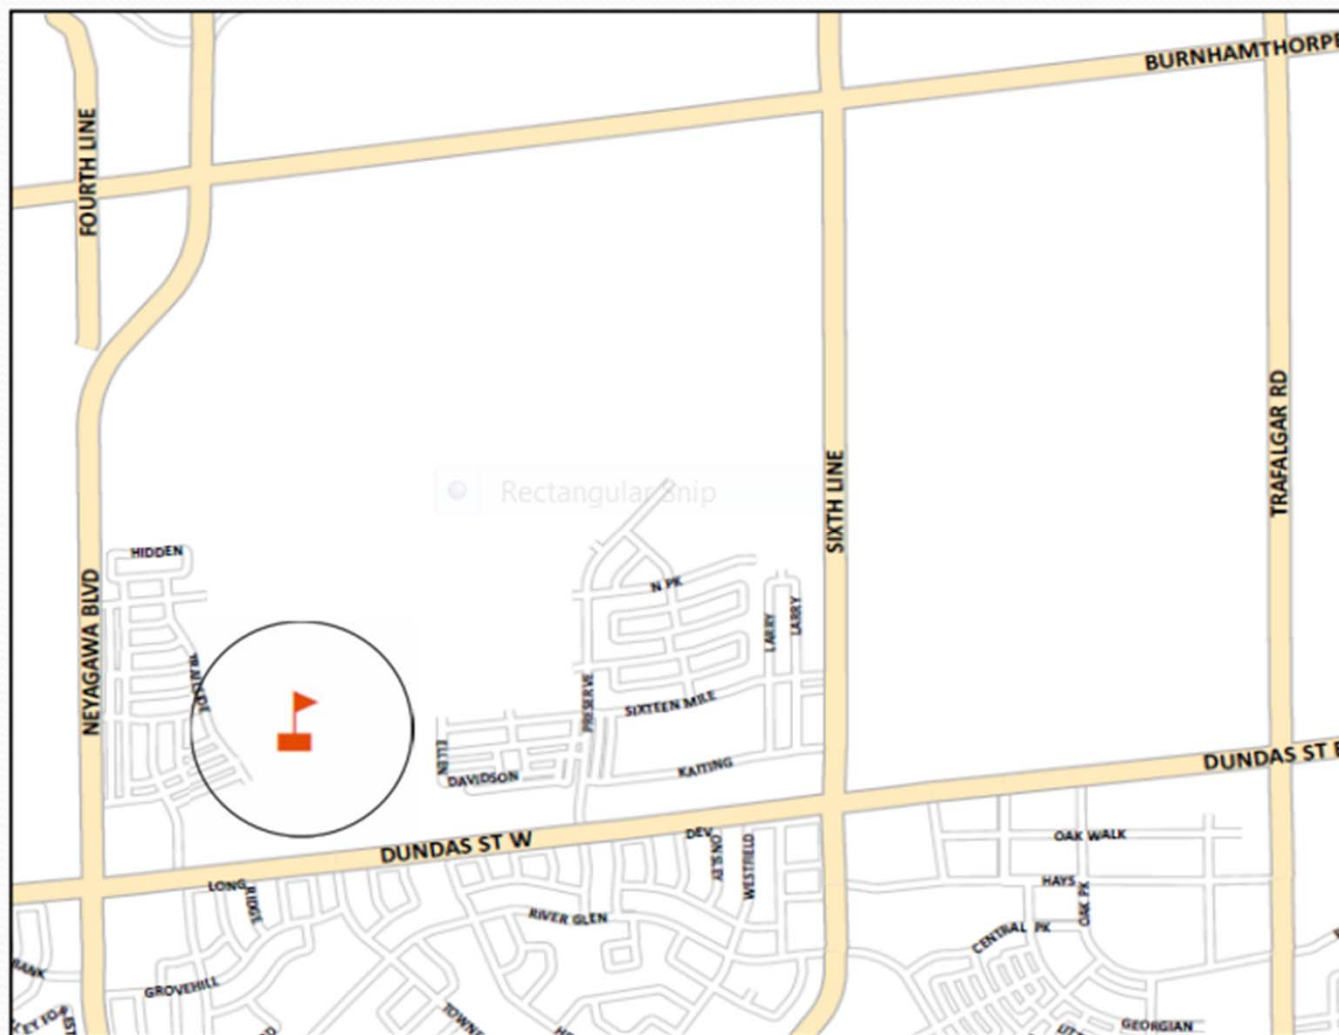 BURNHAMTHORPE
FOURTH LINE
TRAFALGAR RD
SIXTH LINE
Rectangular Snip
HIDDEN
NEYAGAWA BLVD
N PK
LARRY
LARRY
PRESERVE
SIXTEEN MILE
ELLEN
DAVIDSON
KAITING
DUNDAS ST E
DUNDAS ST W
DEV
ONSLEY
WESTFIELD
OAK WALK
LONG
RIDGE
HAYS
OAK PK
RIVER GLEN
CENTRAL PK
BANK
GROVEHILL
GEORGIAN